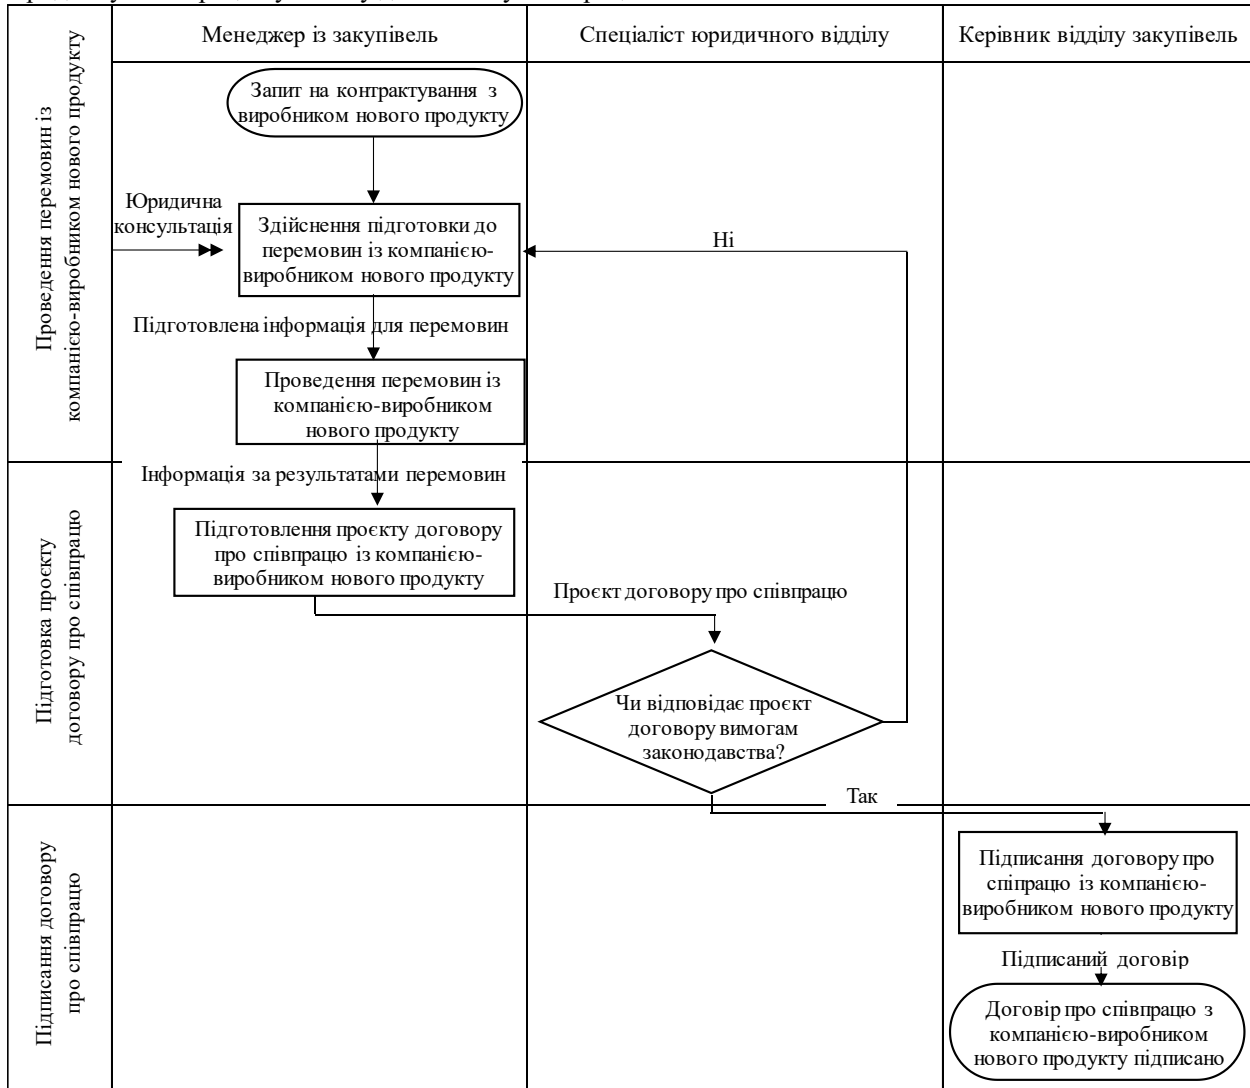 Менеджер із закупівель
Спеціаліст юридичного відділу
Керівник відділу закупівель
Проведення перемовин із
компанією-виробником нового продукту
Запит на контрактування з
виробником нового продукту
Юридична
консультація
Здійснення підготовки до
перемовин із компанією-
виробником нового продукту
Ні
Підготовлена інформація для перемовин
Проведення перемовин із
компанією-виробником
нового продукту
Підготовка проєкту
договору про співпрацю
Інформація за результатами перемовин
Підготовлення проєкту договору
про співпрацю із компанією-
виробником нового продукту
Проєкт договору про співпрацю
Чи відповідає проєкт
договору вимогам
законодавства?
Так
Підписання договору
про співпрацю
Підписання договору про
спіпрацю із компанією-
виробником нового продукту
Підписаний договір
Договір про співпрацю з
компанією-виробником
нового продукту підписано